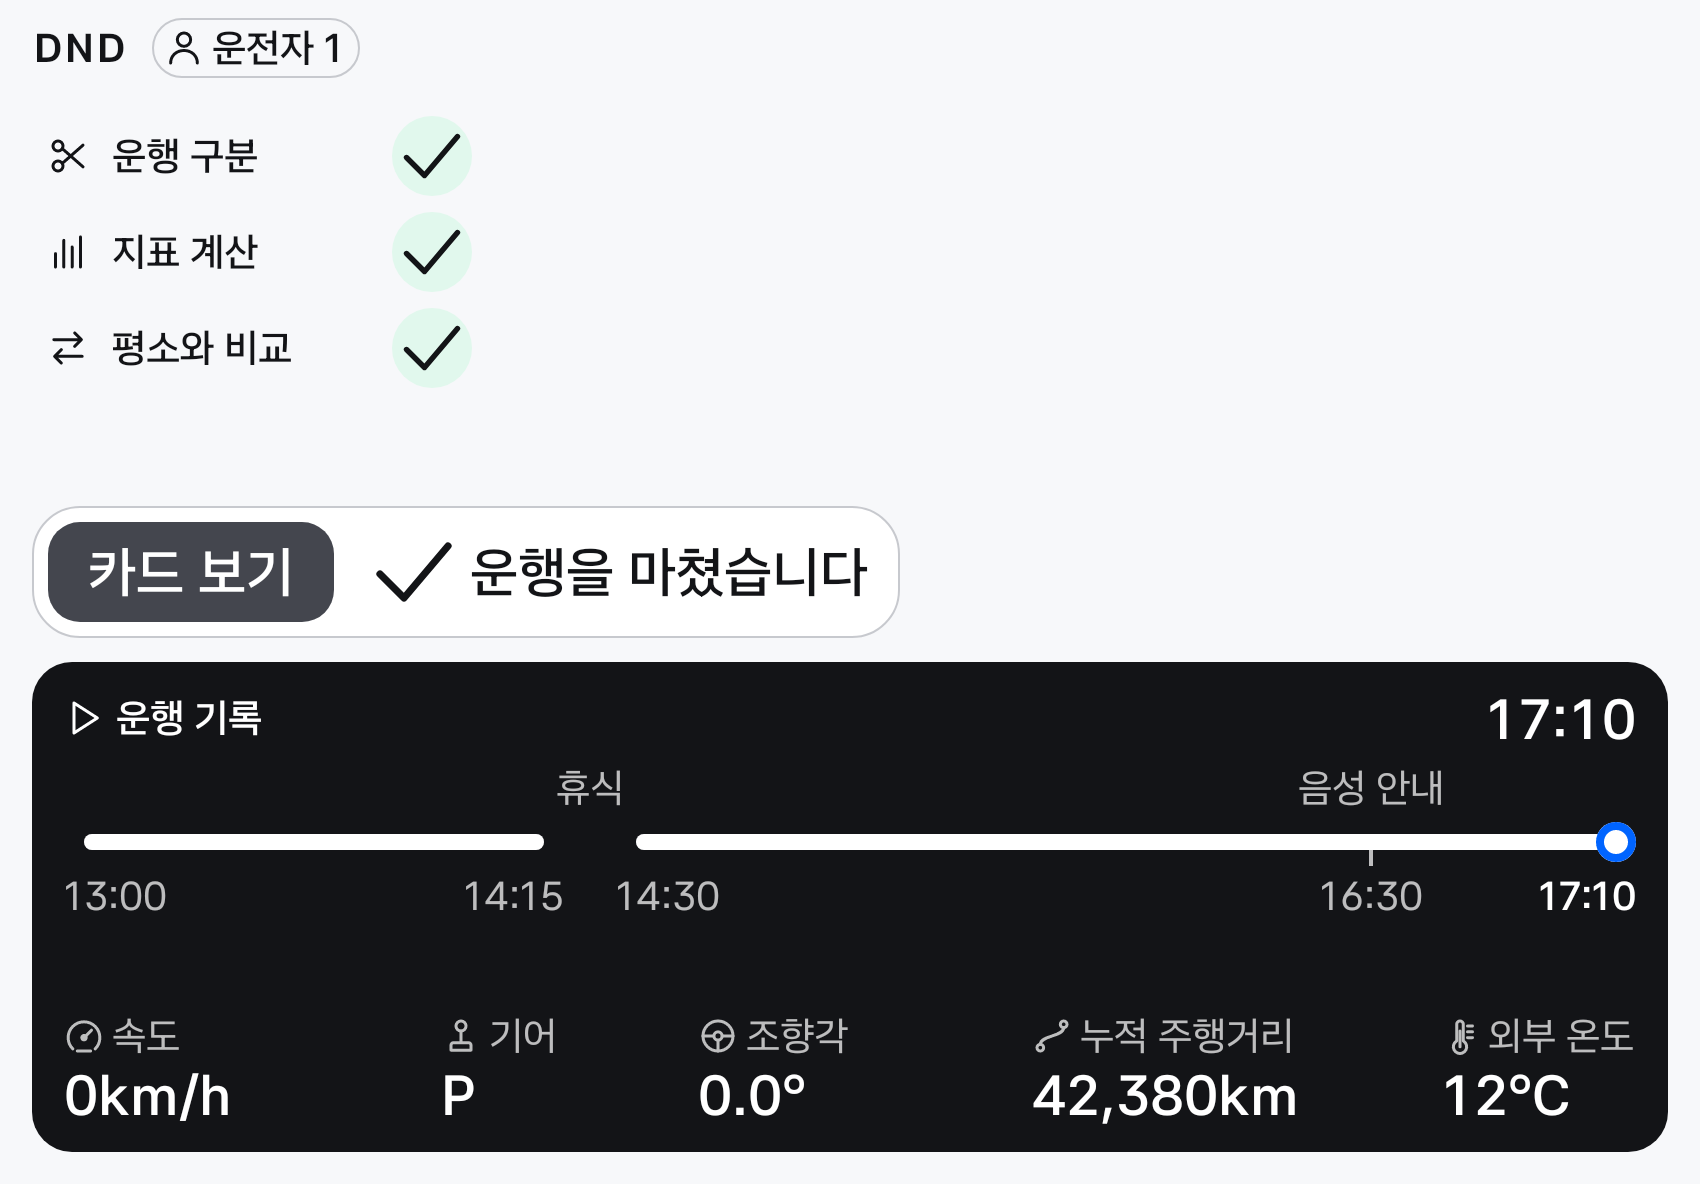 DND 운전자 1
운행 구분
지표 계산
평소와 비교
카드 보기 운행을 마쳤습니다
운행 기록 17:10
휴식 음성 안내
13:00 14:15 14:30 16:30 17:10
속도 기어 조향각 누적 주행거리 외부 온도
0km/h P 0.0° 42,380km 12°C